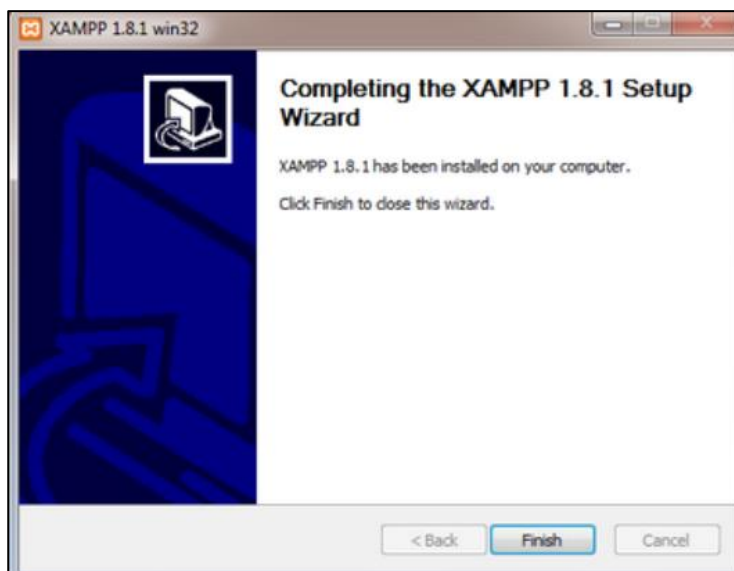 XAMPP 1.8.1 win32
Completing the XAMPP 1.8.1 Setup
Wizard
XAMPP 1.8.1 has been installed on your computer.
Click Finish to close this wizard.
< Back
Finish
Cancel